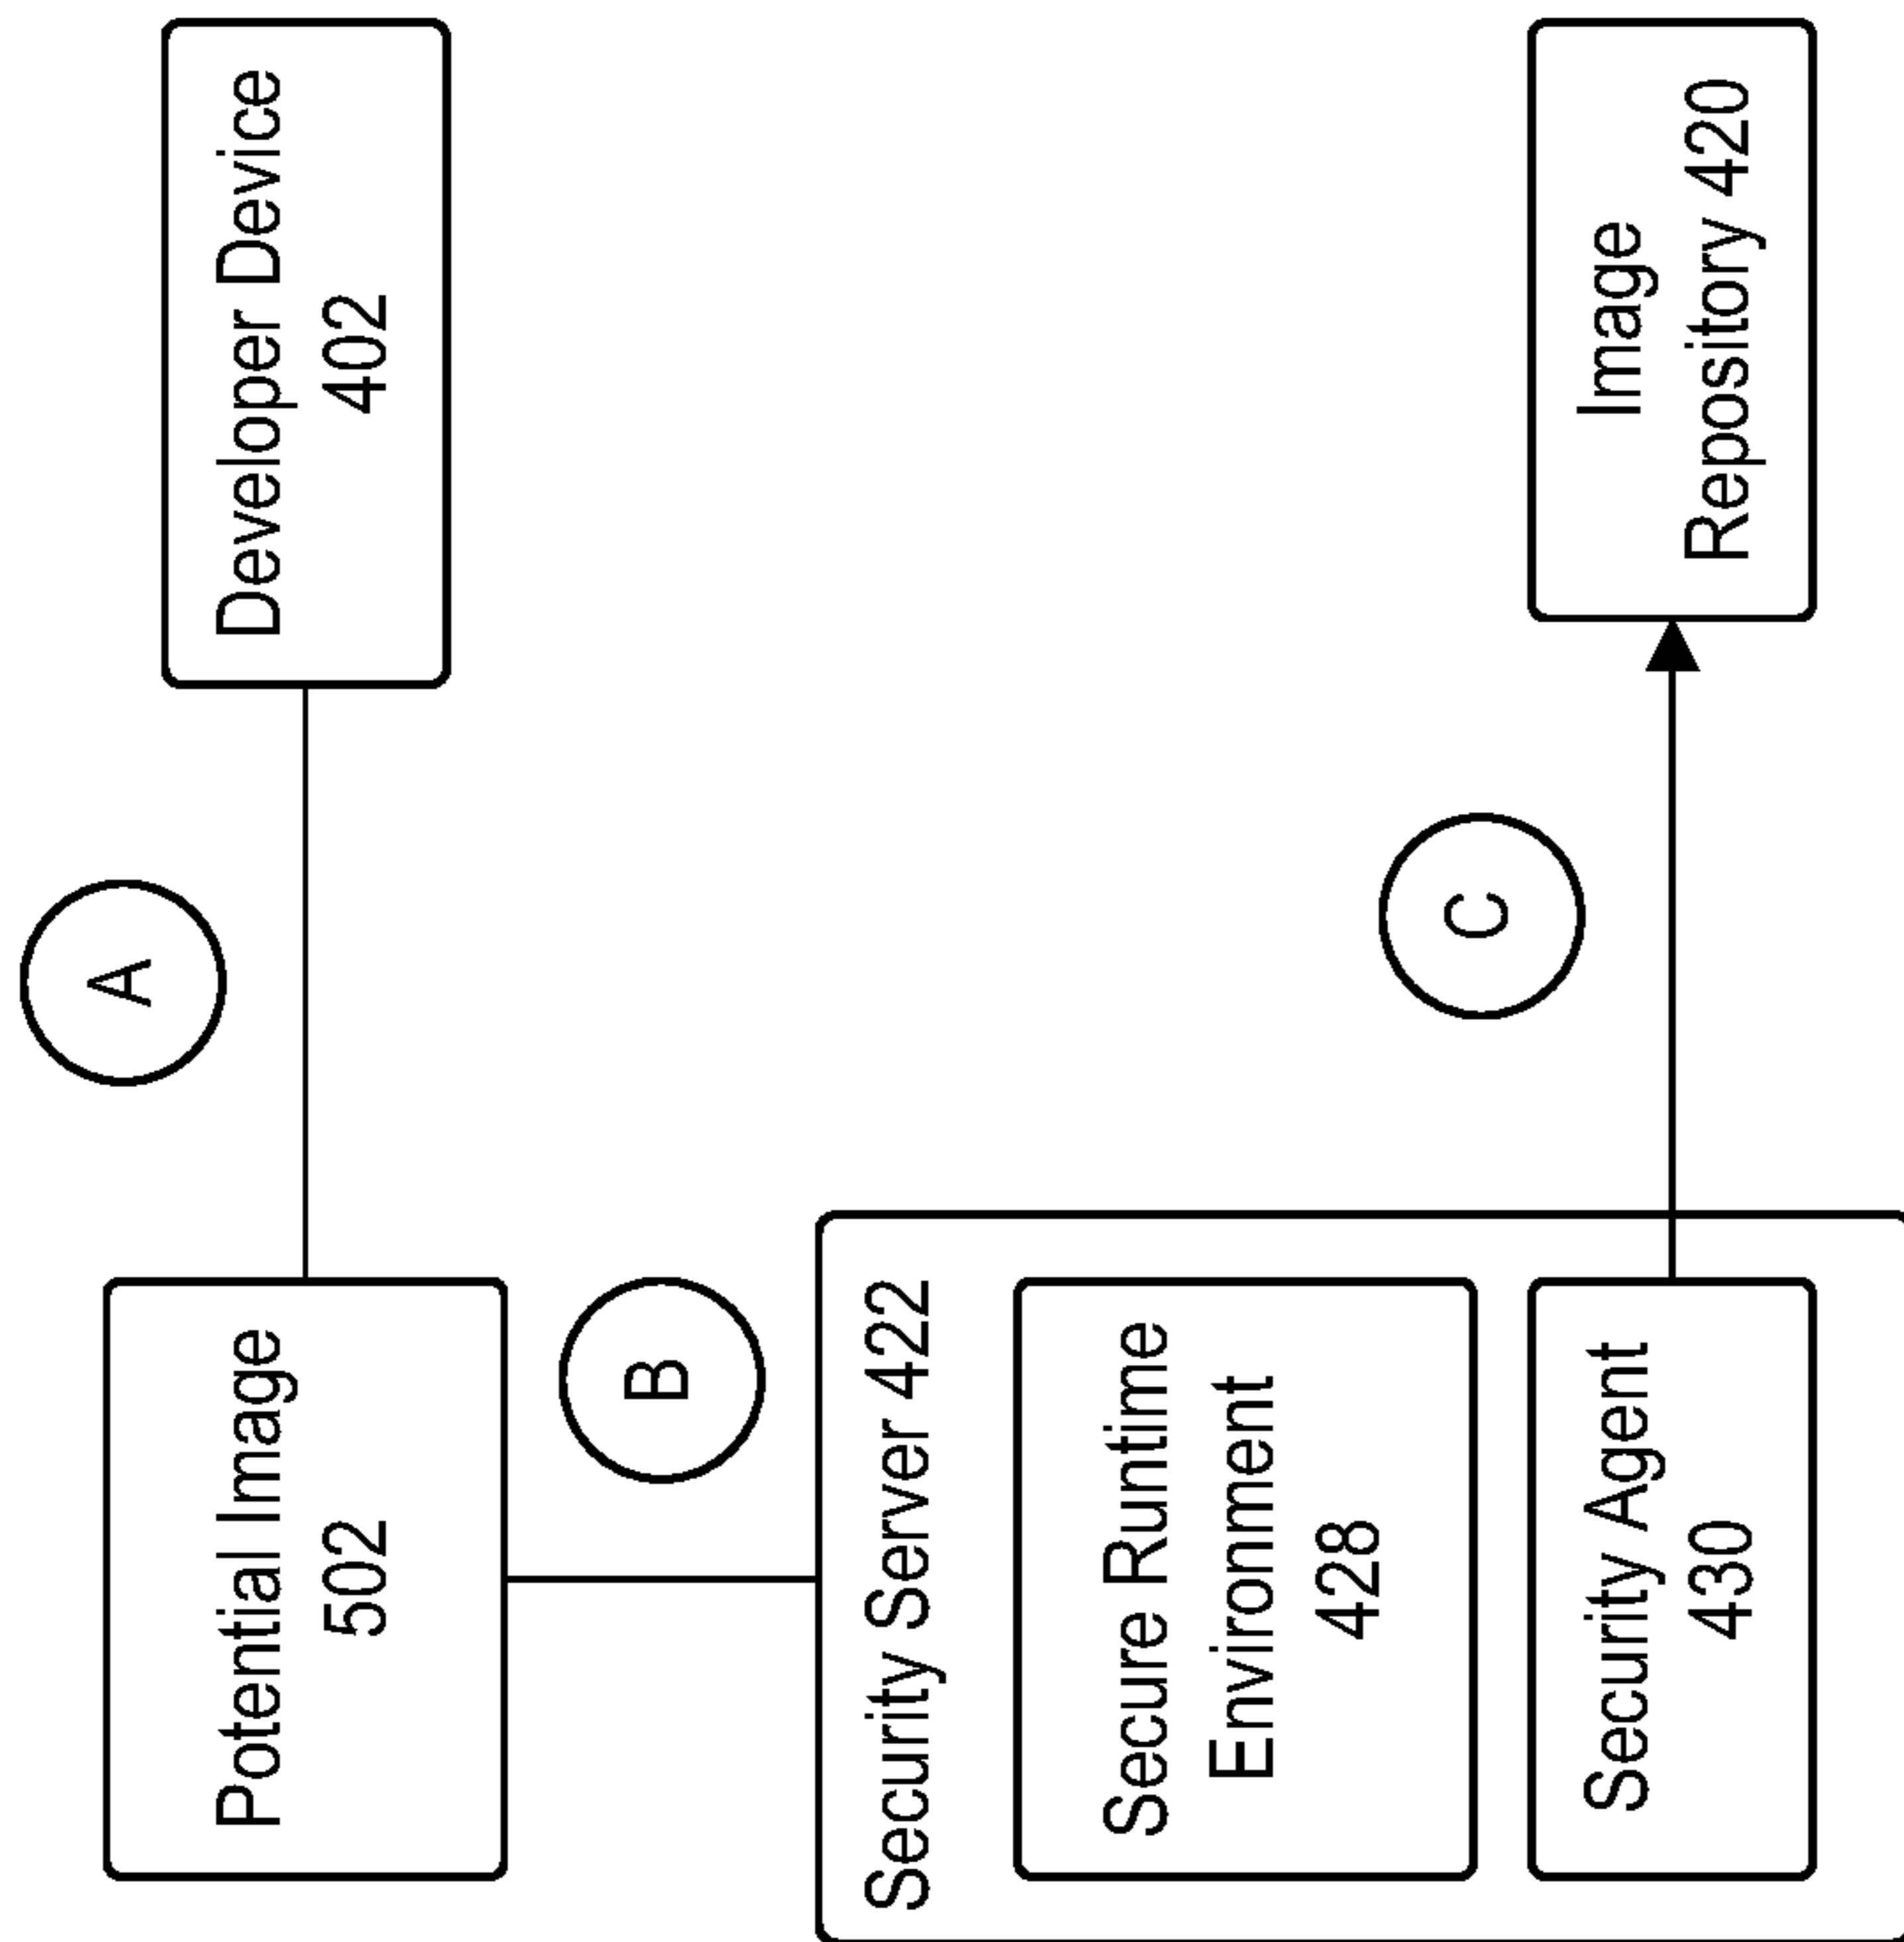 Potential Image
502
A
Developer Device
402
B
Security Server 422
Secure Runtime
Environment
428
Security Agent
430
C
Image
Repository 420